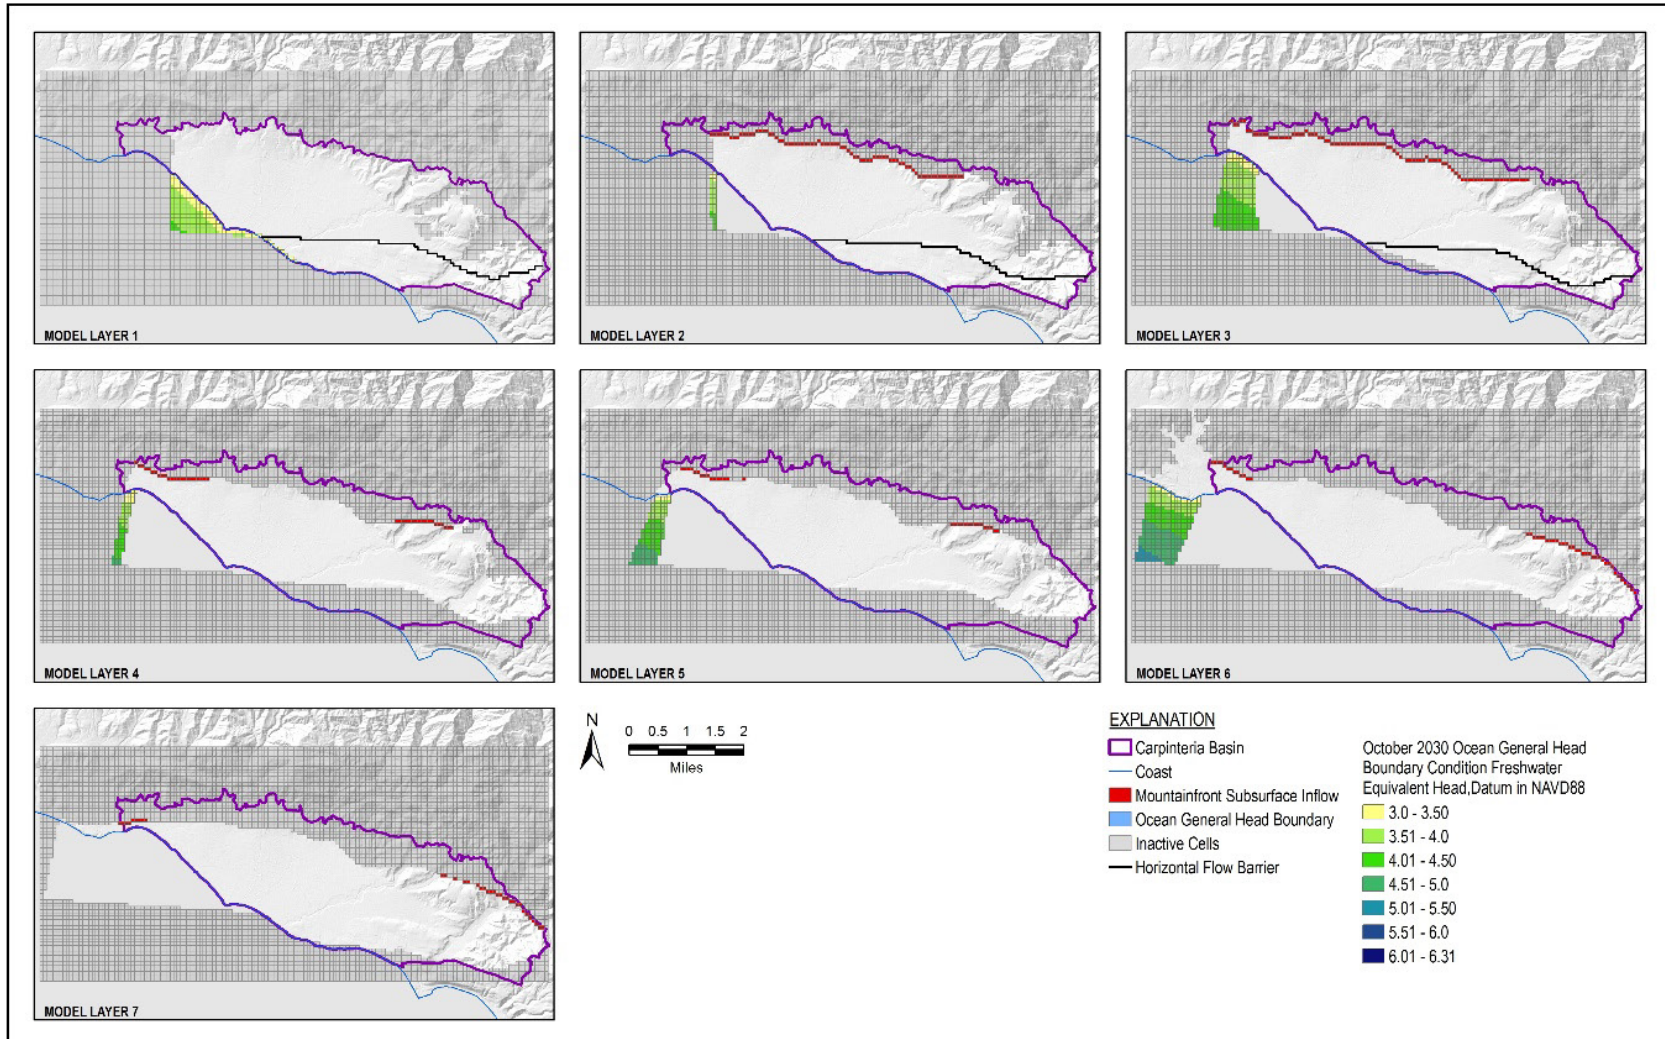 MODEL LAYER 1
MODEL LAYER 2
MODEL LAYER 3
MODEL LAYER 4
MODEL LAYER 5
MODEL LAYER 6
MODEL LAYER 7
N
0 0.5 1 1.5 2
Miles
EXPLANATION
Carpinteria Basin
Coast
Mountainfront Subsurface Inflow
Ocean General Head Boundary
Inactive Cells
Horizontal Flow Barrier
October 2030 Ocean General Head
Boundary Condition Freshwater
Equivalent Head,Datum in NAVD88
3.0 - 3.50
3.51 - 4.0
4.01 - 4.50
4.51 - 5.0
5.01 - 5.50
5.51 - 6.0
6.01 - 6.31